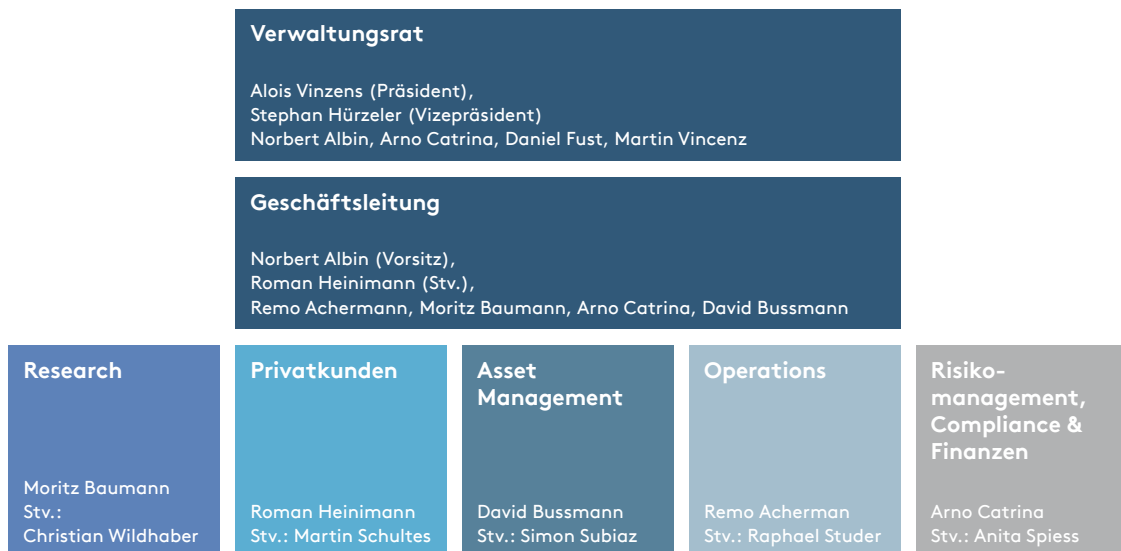 Verwaltungsrat
Alois Vinzens (Präsident),
Stephan Hürzeler (Vizepräsident)
Norbert Albin, Arno Catrina, Daniel Fust, Martin Vincenz
Geschäftsleitung
Norbert Albin (Vorsitz),
Roman Heinimann (Stv.),
Remo Achermann, Moritz Baumann, Arno Catrina, David Bussmann
Research
Moritz Baumann
Stv.:
Christian Wildhaber
Privatkunden
Roman Heinimann
Stv.: Martin Schultes
Asset
Management
David Bussmann
Stv.: Simon Subiaz
Operations
Remo Acherman
Stv.: Raphael Studer
Risiko-
management,
Compliance &
Finanzen
Arno Catrina
Stv.: Anita Spiess